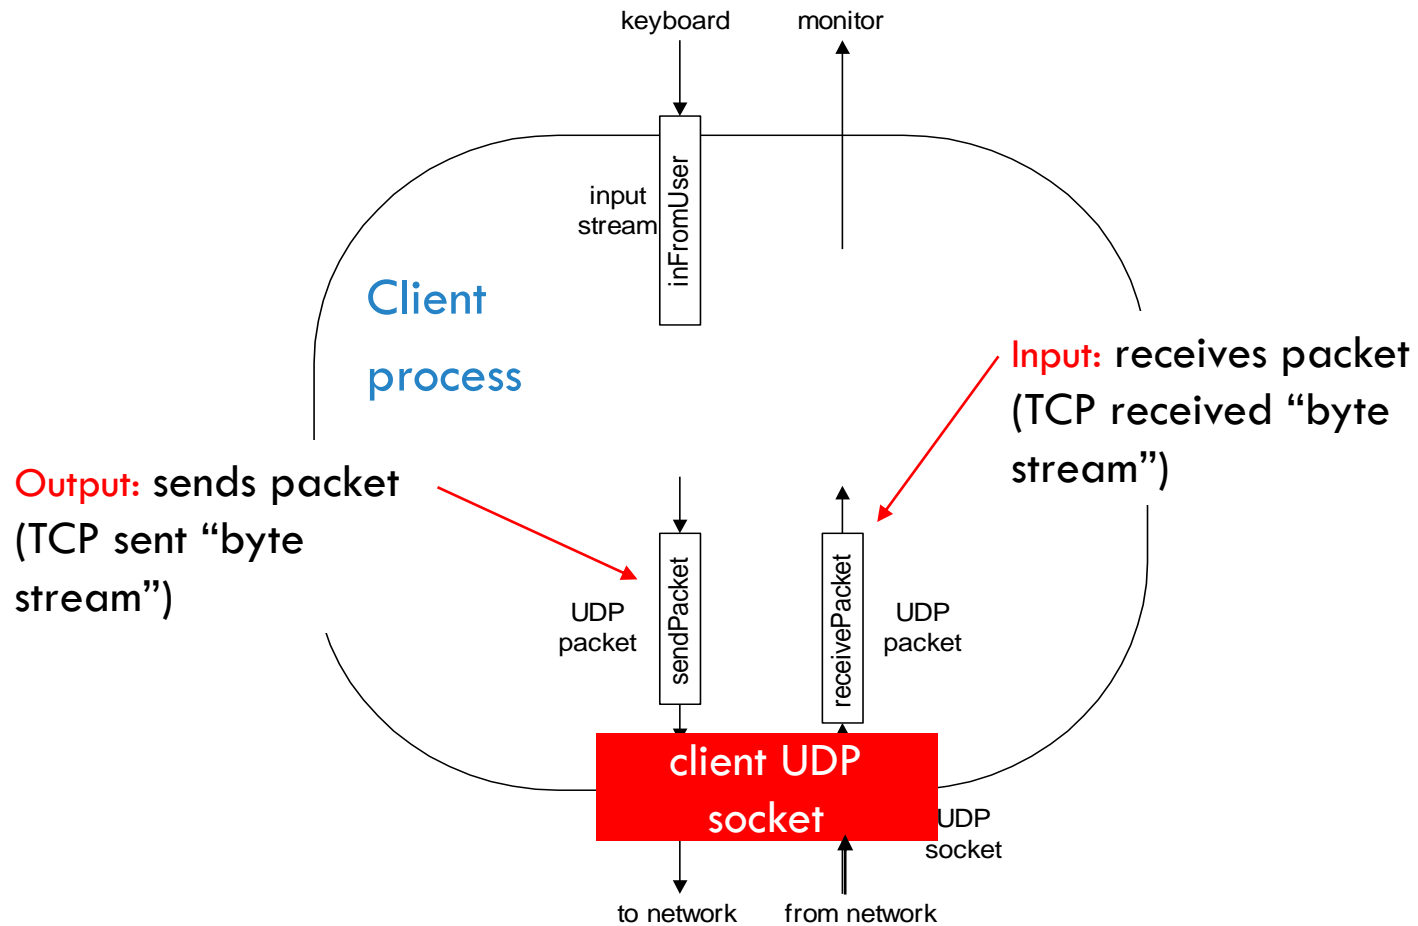 keyboard
monitor
input
stream
inFromUser
Client
process
Input: receives packet
(TCP received “byte
stream”)
Output: sends packet
(TCP sent “byte
stream”)
UDP
packet
sendPacket
receivePacket
UDP
packet
client UDP
socket
UDP
socket
to network
from network